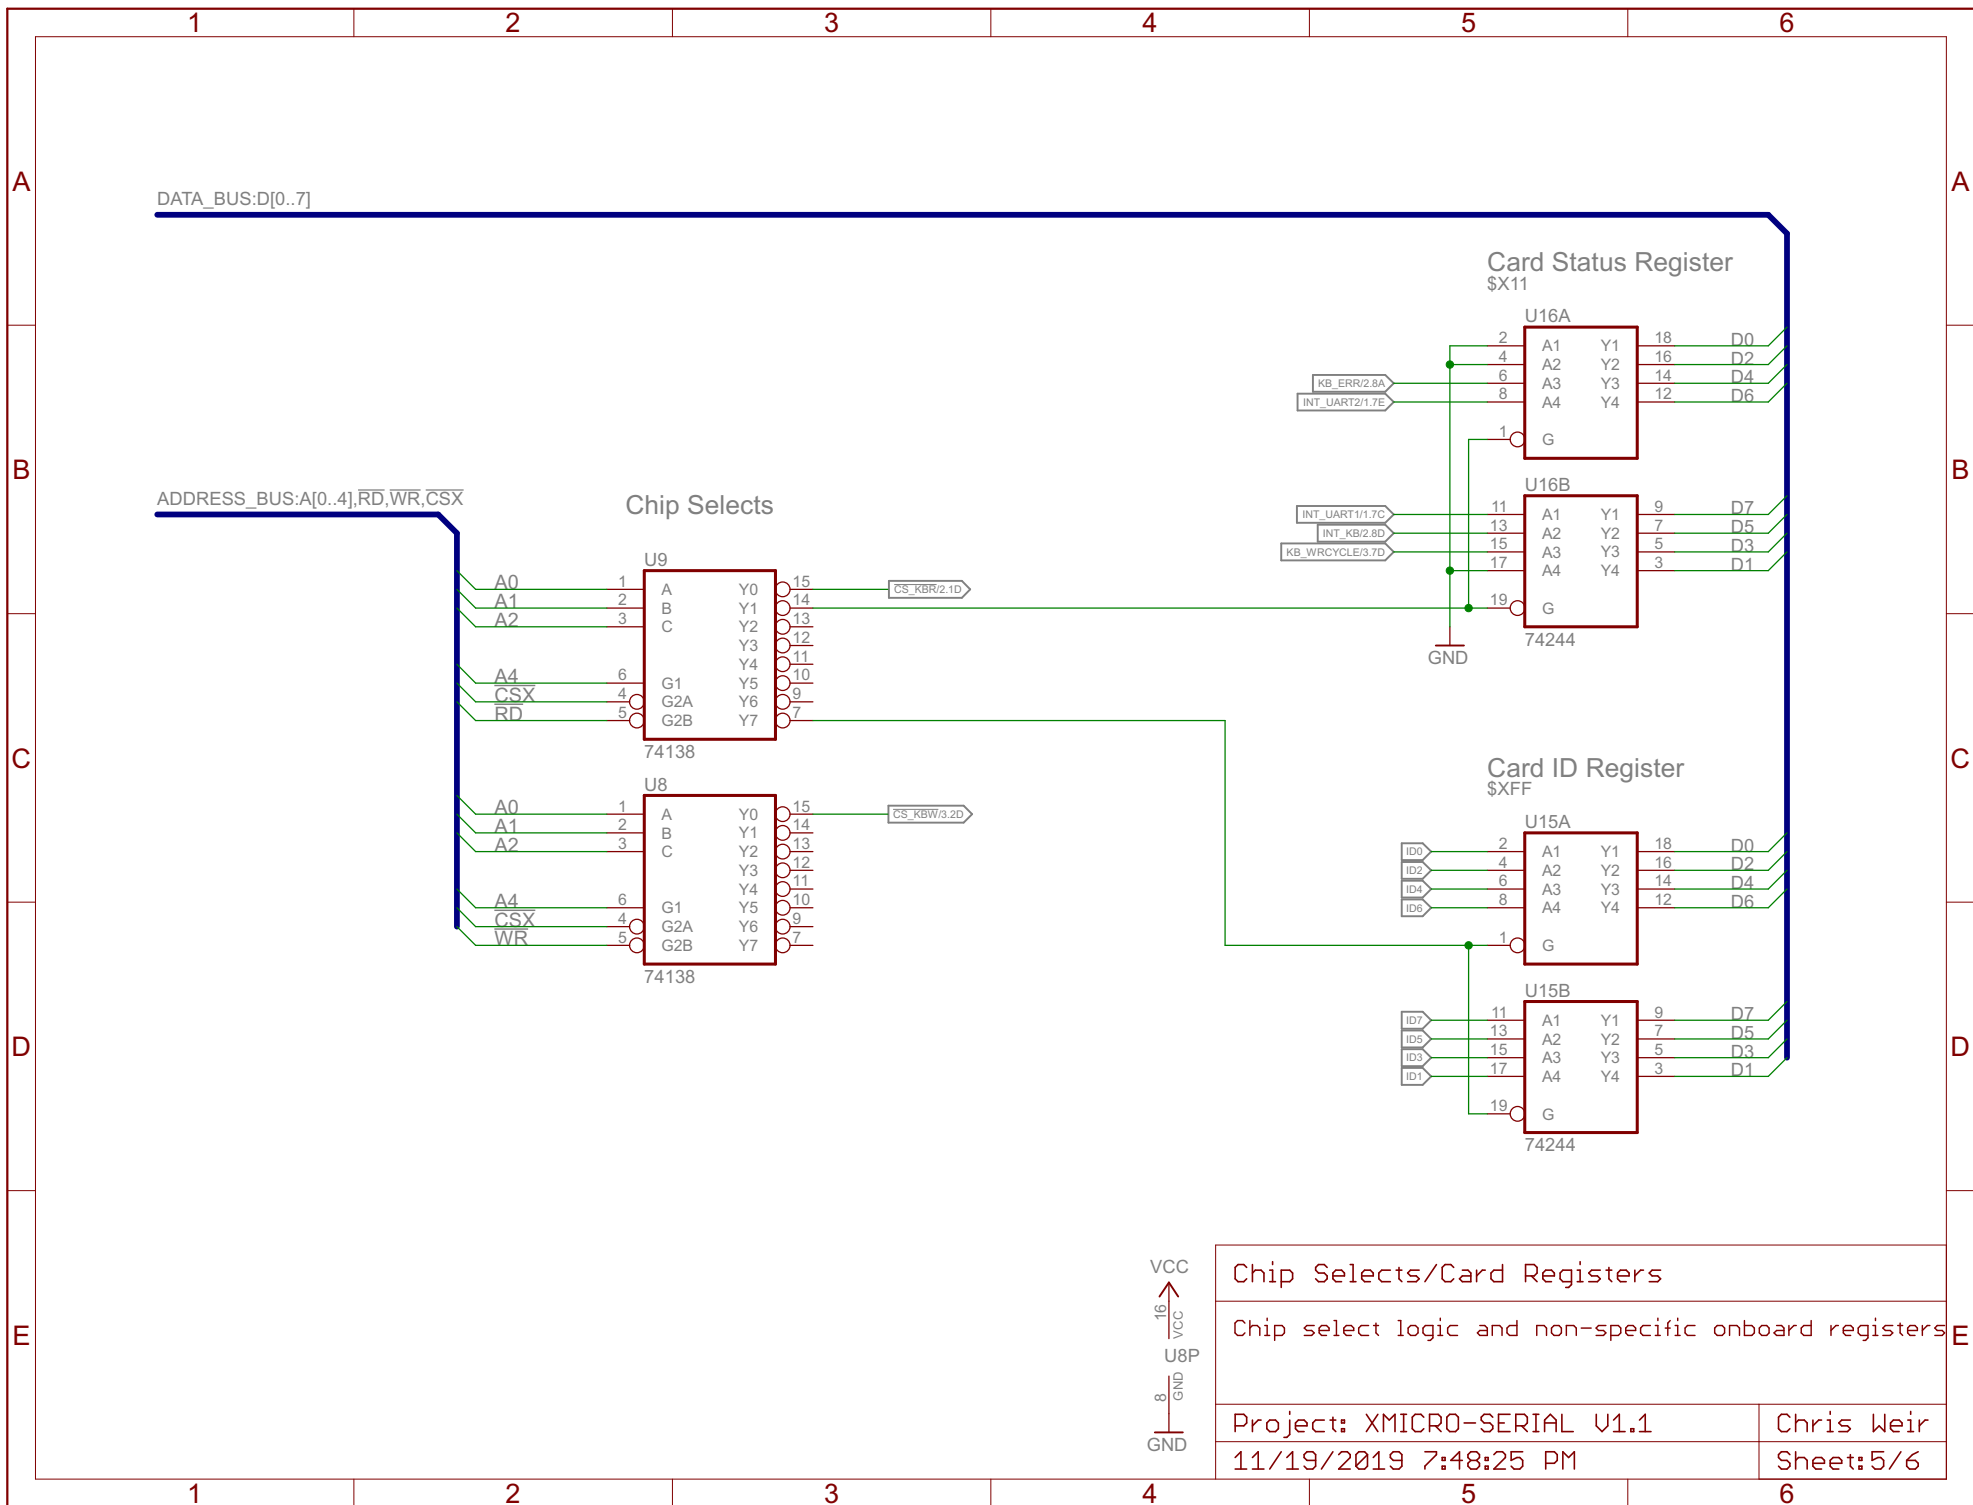 1 2 3 4 5 6
A A
DATA_BUS:D[0..7]
Card Status Register
$X11
U16A
2 A1 Y1 18 D0
4 A2 Y2 16 D2
KB_ERR/2.8A 6 A3 Y3 14 D4
INT_UART2/1.7E 8 A4 Y4 12 D6
1 G
B B
U16B
INT_UART1/1.7C 11 A1 Y1 9 D7
INT_KB/2.8D 13 A2 Y2 7 D5
KB_WRCYCLE/3.7D 15 A3 Y3 5 D3
17 A4 Y4 3 D1
19 G
74244
GND
ADDRESS_BUS:A[0..4],RD,WR,CSX
Chip Selects
U9
A0 1 A Y0 15 CS_KBR/2.1D
A1 2 B Y1 14
A2 3 C Y2 13
Y3 12
Y4 11
A4 6 G1 Y5 10
CSX 4 G2A Y6 9
RD 5 G2B Y7 7
74138
C C
U8
A0 1 A Y0 15 CS_KBW/3.2D
A1 2 B Y1 14
A2 3 C Y2 13
Y3 12
Y4 11
A4 6 G1 Y5 10
CSX 4 G2A Y6 9
WR 5 G2B Y7 7
74138
Card ID Register
$XFF
U15A
ID0 2 A1 Y1 18 D0
ID2 4 A2 Y2 16 D2
ID4 6 A3 Y3 14 D4
ID6 8 A4 Y4 12 D6
1 G
U15B
ID7 11 A1 Y1 9 D7
ID5 13 A2 Y2 7 D5
ID3 15 A3 Y3 5 D3
ID1 17 A4 Y4 3 D1
19 G
74244
D D
VCC
16 VCC
U8P
8 GND
GND
E E
Chip Selects/Card Registers
Chip select logic and non-specific onboard registers
Project: XMICRO-SERIAL V1.1 Chris Weir
11/19/2019 7:48:25 PM Sheet:5/6
1 2 3 4 5 6